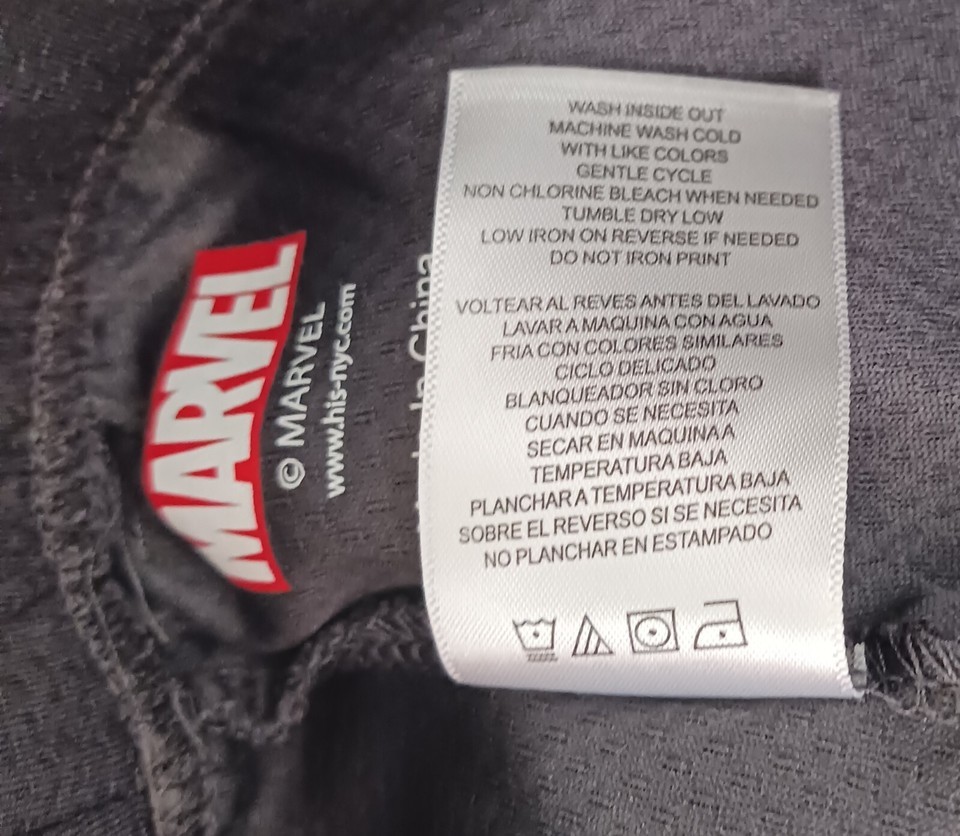 MARVEL
© MARVEL
www.his-nyc.com
In China
WASH INSIDE OUT
MACHINE WASH COLD
WITH LIKE COLORS
GENTLE CYCLE
NON CHLORINE BLEACH WHEN NEEDED
TUMBLE DRY LOW
LOW IRON ON REVERSE IF NEEDED
DO NOT IRON PRINT
VOLTEAR AL REVES ANTES DEL LAVADO
LAVAR A MAQUINA CON AGUA
FRIA CON COLORES SIMILARES
CICLO DELICADO
BLANQUEADOR SIN CLORO
CUANDO SE NECESITA
SECAR EN MAQUINA A
TEMPERATURA BAJA
PLANCHAR A TEMPERATURA BAJA
SOBRE EL REVERSO SI SE NECESITA
NO PLANCHAR EN ESTAMPADO